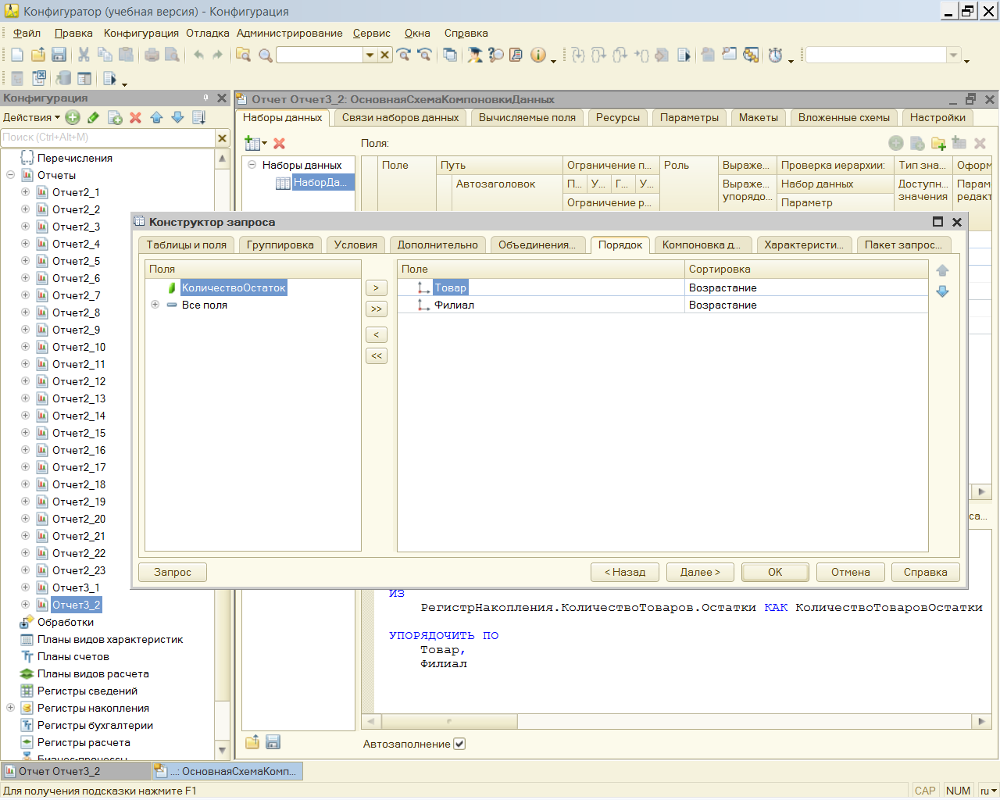 Конфигуратор (учебная версия) - Конфигурация
Файл Правка Конфигурация Отладка Администрирование Сервис Окна Справка
Конфигурация
Действия
Поиск (Ctrl+Alt+M)
Перечисления
Отчеты
Отчет2_1
Отчет2_2
Отчет2_3
Отчет2_4
Отчет2_5
Отчет2_6
Отчет2_7
Отчет2_8
Отчет2_9
Отчет2_10
Отчет2_11
Отчет2_12
Отчет2_13
Отчет2_14
Отчет2_15
Отчет2_16
Отчет2_17
Отчет2_18
Отчет2_19
Отчет2_20
Отчет2_21
Отчет2_22
Отчет2_23
Отчет3_1
Отчет3_2
Обработки
Планы видов характеристик
Планы счетов
Планы видов расчета
Регистры сведений
Регистры накопления
Регистры бухгалтерии
Регистры расчета
Бизнес-процессы
Отчет Отчет3_2: ОсновнаяСхемаКомпоновкиДанных
Наборы данных Связи наборов данных Вычисляемые поля Ресурсы Параметры Макеты Вложенные схемы Настройки
Поля:
Наборы данных
НаборДа...
Поле Путь Ограничение п... Роль Выраже... Проверка иерархии: Тип зна... Оформ
Автозаголовок П... У... Г... У... Выраже... упорядо... Набор данных Доступн... значения Парам редакт
Ограничение р... Параметр
Конструктор запроса
Таблицы и поля Группировка Условия Дополнительно Объединения... Порядок Компоновка д... Характеристи... Пакет запрос...
Поля
КоличествоОстаток
Все поля
>
>>
<
<<
Поле Сортировка
Товар Возрастание
Филиал Возрастание
са...
Запрос < Назад Далее > OK Отмена Справка
ИЗ
РегистрНакопления.КоличествоТоваров.Остатки КАК КоличествоТоваровОстатки
УПОРЯДОЧИТЬ ПО
Товар,
Филиал
Автозаполнение
Отчет Отчет3_2 ...: ОсновнаяСхемаКомп...
Для получения подсказки нажмите F1 CAP NUM ru